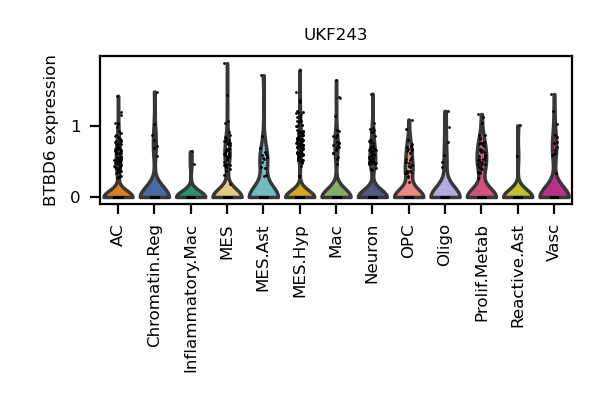 UKF243
BTBD6 expression
1
0
AC
Chromatin.Reg
Inflammatory.Mac
MES
MES.Ast
MES.Hyp
Mac
Neuron
OPC
Oligo
Prolif.Metab
Reactive.Ast
Vasc